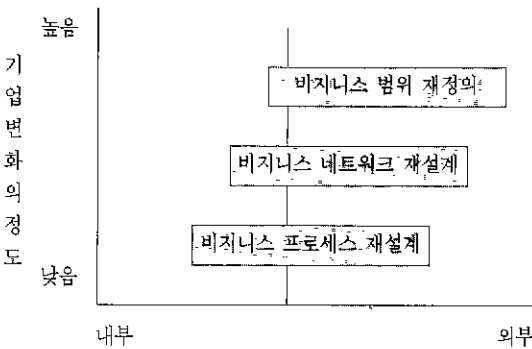 높음
기업변화의정도
비지니스 범위 재정의
비지니스 네트워크 재설계
비지니스 프로세스 재설계
낮음
내부 외부